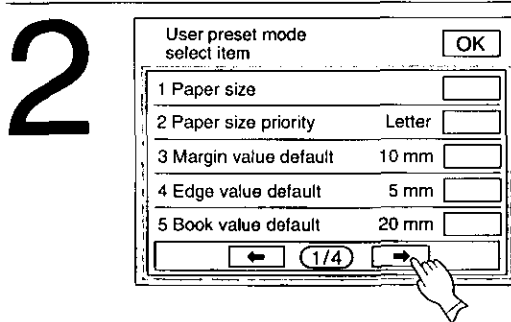 2
User preset mode
select item
OK
1 Paper size
2 Paper size priority Letter
3 Margin value default 10 mm
4 Edge value default 5 mm
5 Book value default 20 mm
← 1/4 →